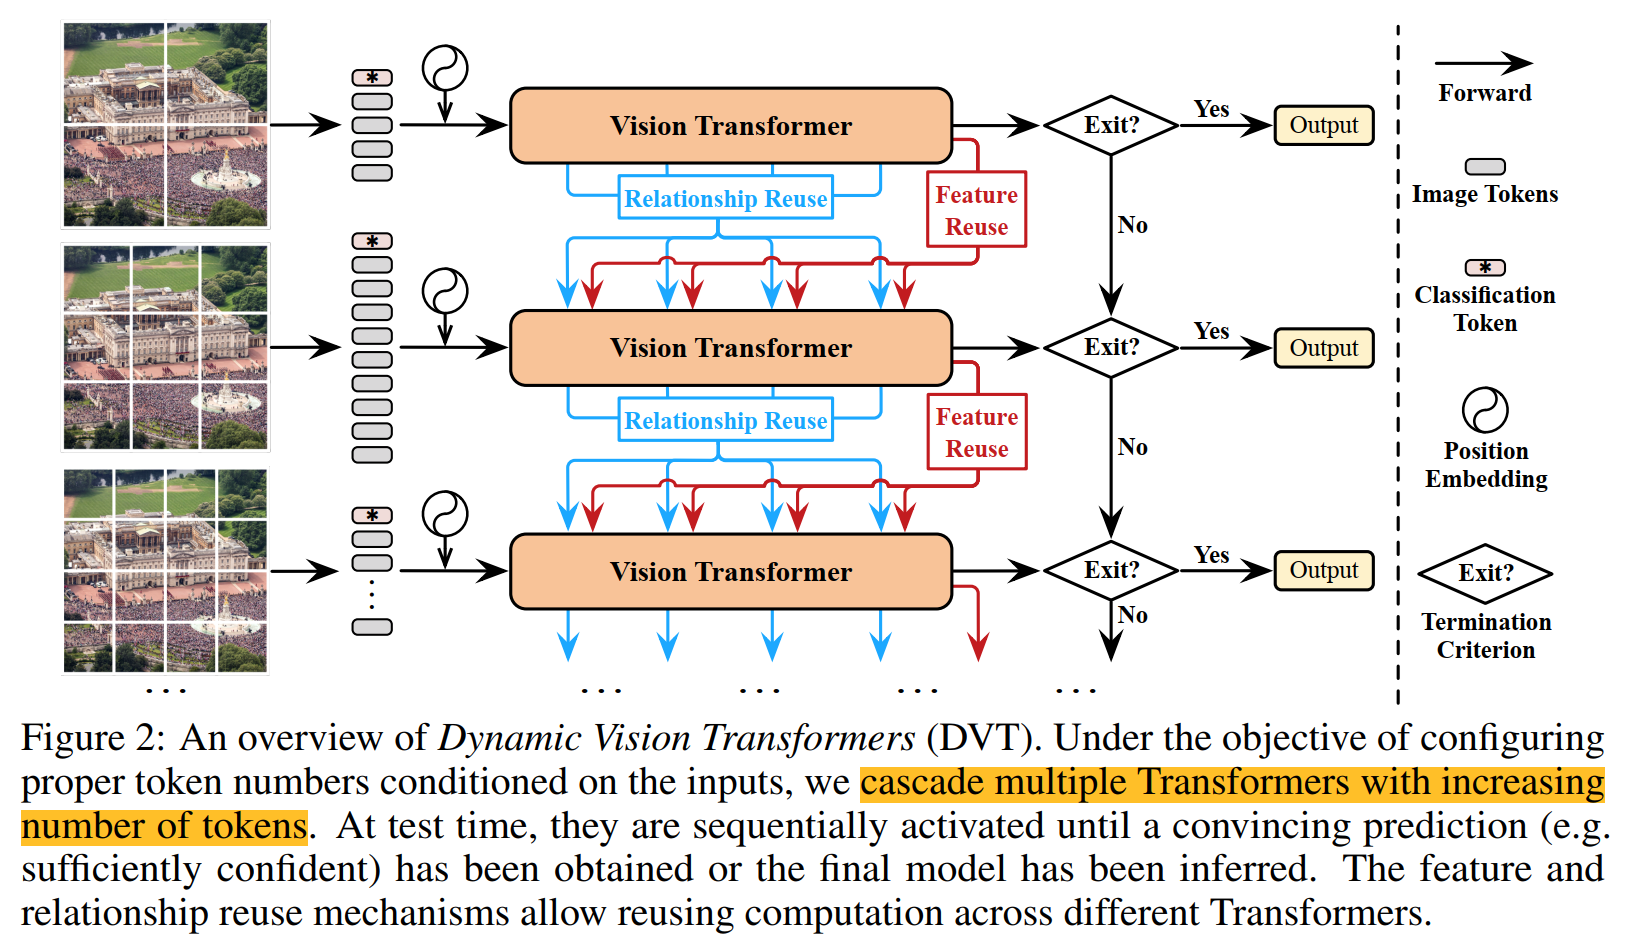 *
Vision Transformer
Exit?
Yes
Output
Relationship Reuse
Feature
Reuse
No
*
Vision Transformer
Exit?
Yes
Output
Relationship Reuse
Feature
Reuse
No
*
Vision Transformer
Exit?
Yes
Output
No
Forward
Image Tokens
*
Classification
Token
Position
Embedding
Exit?
Termination
Criterion
Figure 2: An overview of Dynamic Vision Transformers (DVT). Under the objective of configuring
proper token numbers conditioned on the inputs, we cascade multiple Transformers with increasing
number of tokens. At test time, they are sequentially activated until a convincing prediction (e.g.
sufficiently confident) has been obtained or the final model has been inferred. The feature and
relationship reuse mechanisms allow reusing computation across different Transformers.